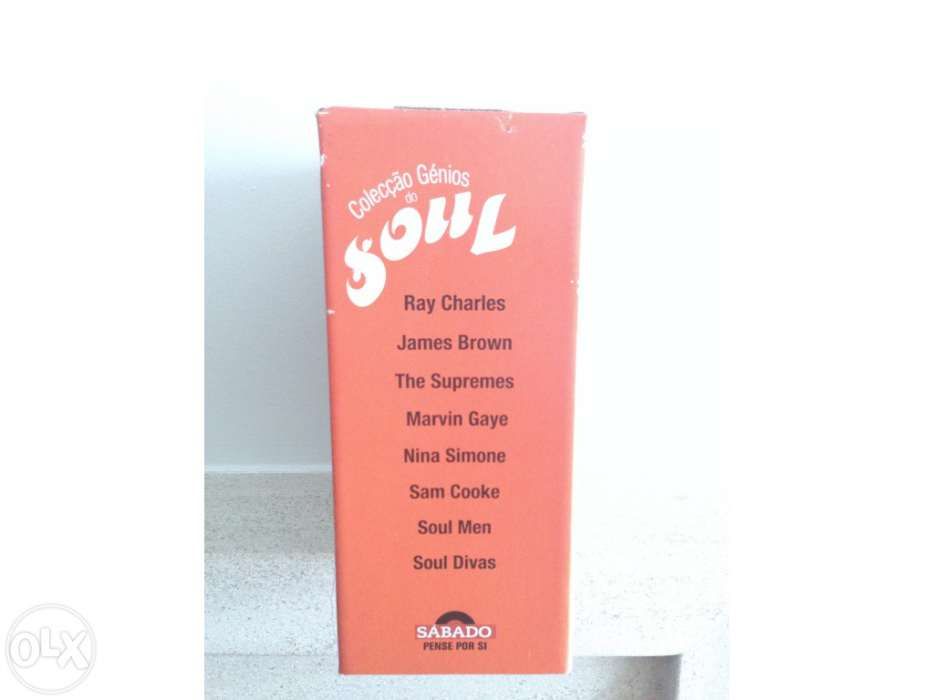 Colecção Génios
do
Soul
Ray Charles
James Brown
The Supremes
Marvin Gaye
Nina Simone
Sam Cooke
Soul Men
Soul Divas
SÁBADO
PENSE POR SI
OLX